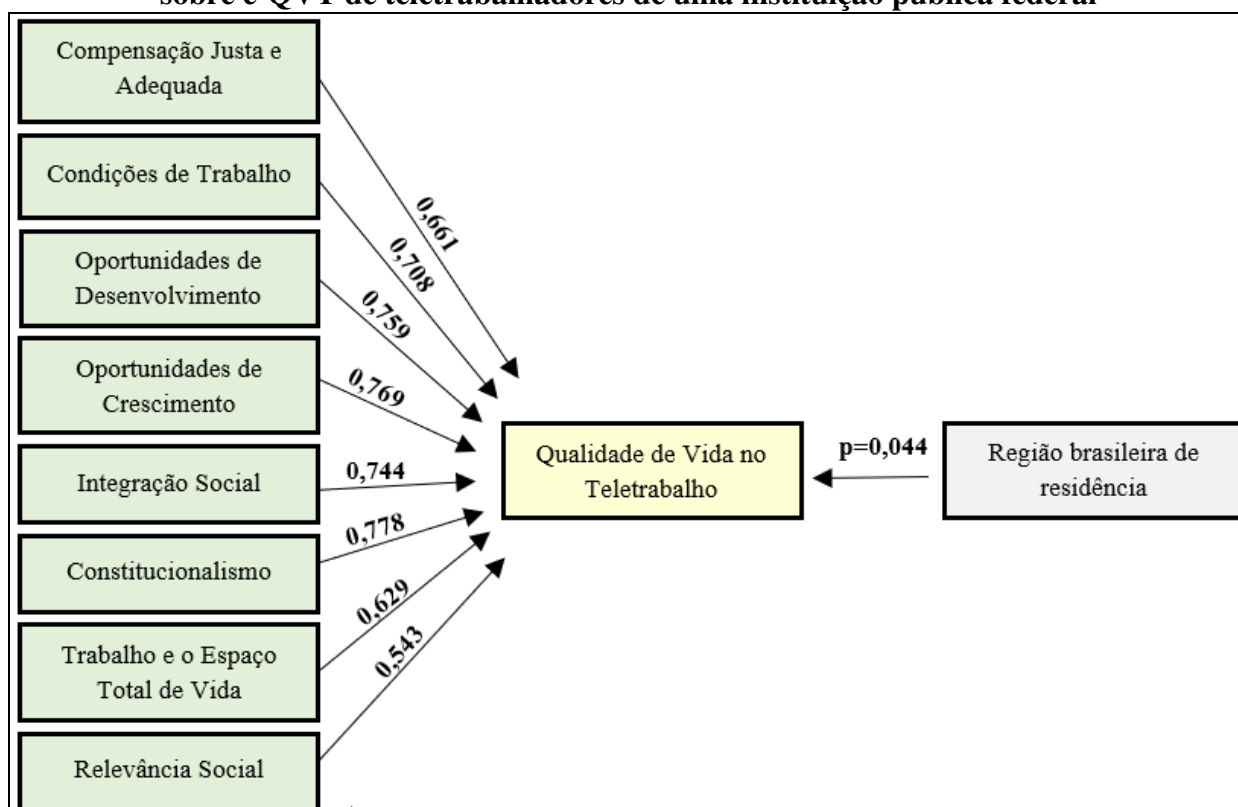 sobre e-QVT de teletrabalhadores de uma instituição pública federal
Compensação Justa e
Adequada
Condições de Trabalho
0,661
0,708
Oportunidades de
Desenvolvimento
0,759
Oportunidades de
Crescimento
0,769
Integração Social
0,744
Qualidade de Vida no
Teletrabalho
p=0,044
Região brasileira de
residência
Constitucionalismo
0,778
0,629
Trabalho e o Espaço
Total de Vida
0,543
Relevância Social